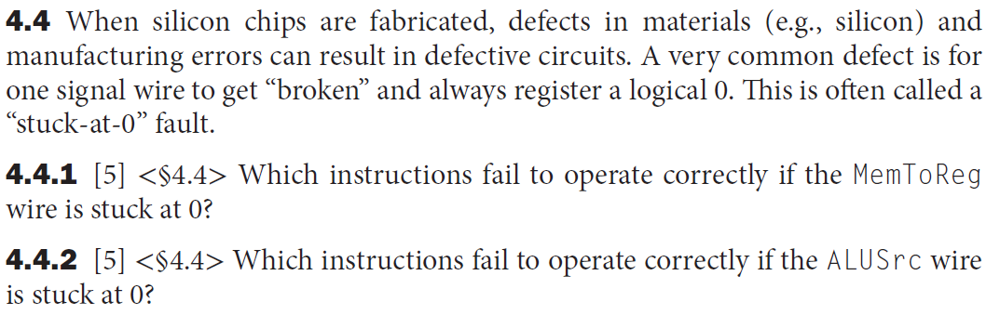 4.4 When silicon chips are fabricated, defects in materials (e.g., silicon) and
manufacturing errors can result in defective circuits. A very common defect is for
one signal wire to get “broken” and always register a logical 0. This is often called a
“stuck-at-0” fault.
4.4.1 [5] <§4.4> Which instructions fail to operate correctly if the MemToReg
wire is stuck at 0?
4.4.2 [5] <§4.4> Which instructions fail to operate correctly if the ALUSrc wire
is stuck at 0?